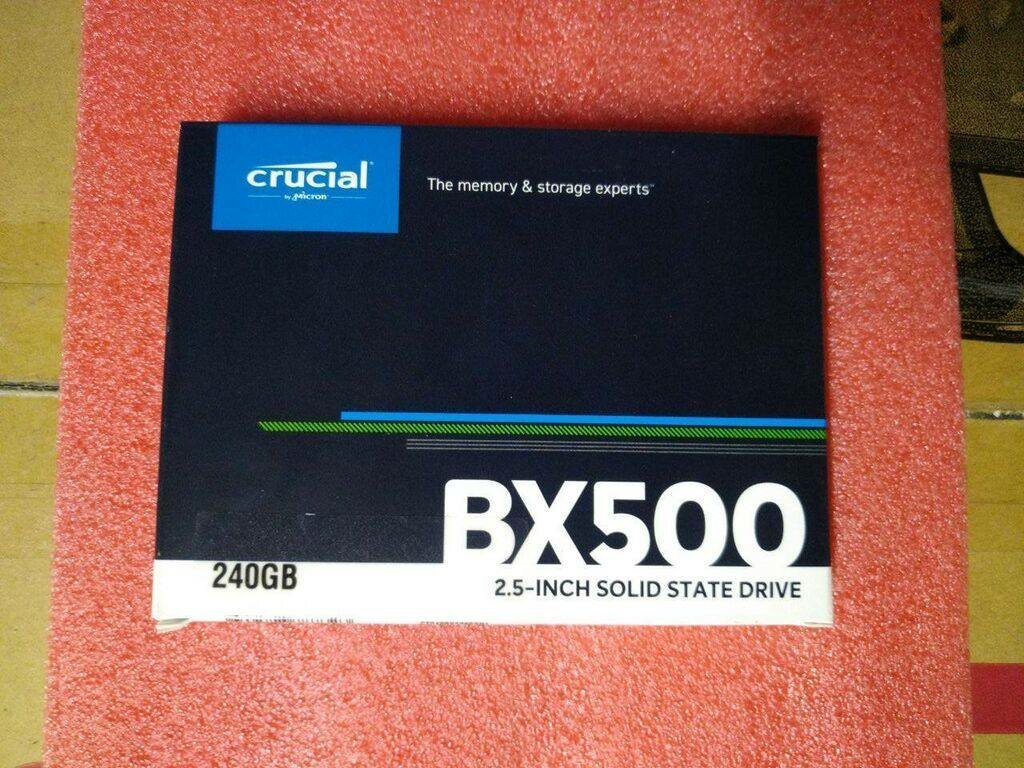 crucial®
by Micron®
The memory & storage experts™
BX500
240GB
2.5-INCH SOLID STATE DRIVE